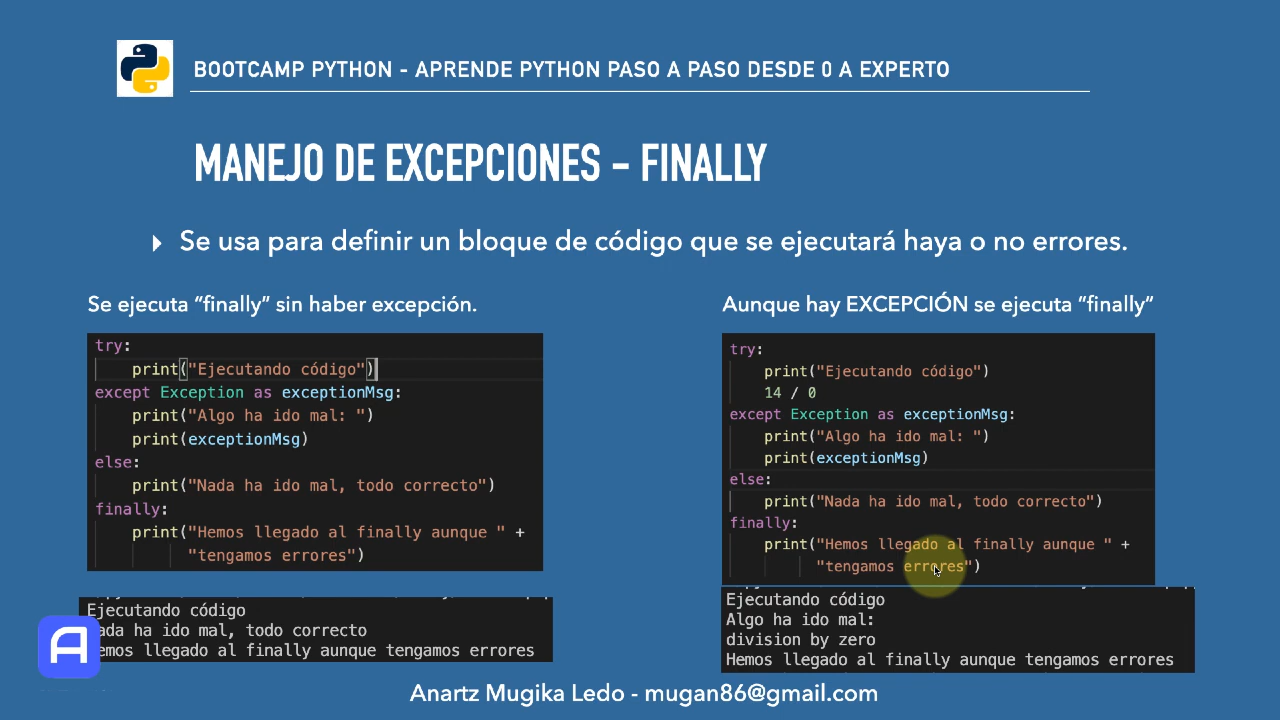 BOOTCAMP PYTHON - APRENDE PYTHON PASO A PASO DESDE 0 A EXPERTO
MANEJO DE EXCEPCIONES - FINALLY
Se usa para definir un bloque de código que se ejecutará haya o no errores.
Se ejecuta “finally” sin haber excepción.
try:
    print("Ejecutando código")
except Exception as exceptionMsg:
    print("Algo ha ido mal: ")
    print(exceptionMsg)
else:
    print("Nada ha ido mal, todo correcto")
finally:
    print("Hemos llegado al finally aunque " +
          "tengamos errores")
Ejecutando código
ada ha ido mal, todo correcto
emos llegado al finally aunque tengamos errores
Aunque hay EXCEPCIÓN se ejecuta “finally”
try:
    print("Ejecutando código")
    14 / 0
except Exception as exceptionMsg:
    print("Algo ha ido mal: ")
    print(exceptionMsg)
else:
    print("Nada ha ido mal, todo correcto")
finally:
    print("Hemos llegado al finally aunque " +
          "tengamos errores")
Ejecutando código
Algo ha ido mal:
division by zero
Hemos llegado al finally aunque tengamos errores
Anartz Mugika Ledo - mugan86@gmail.com